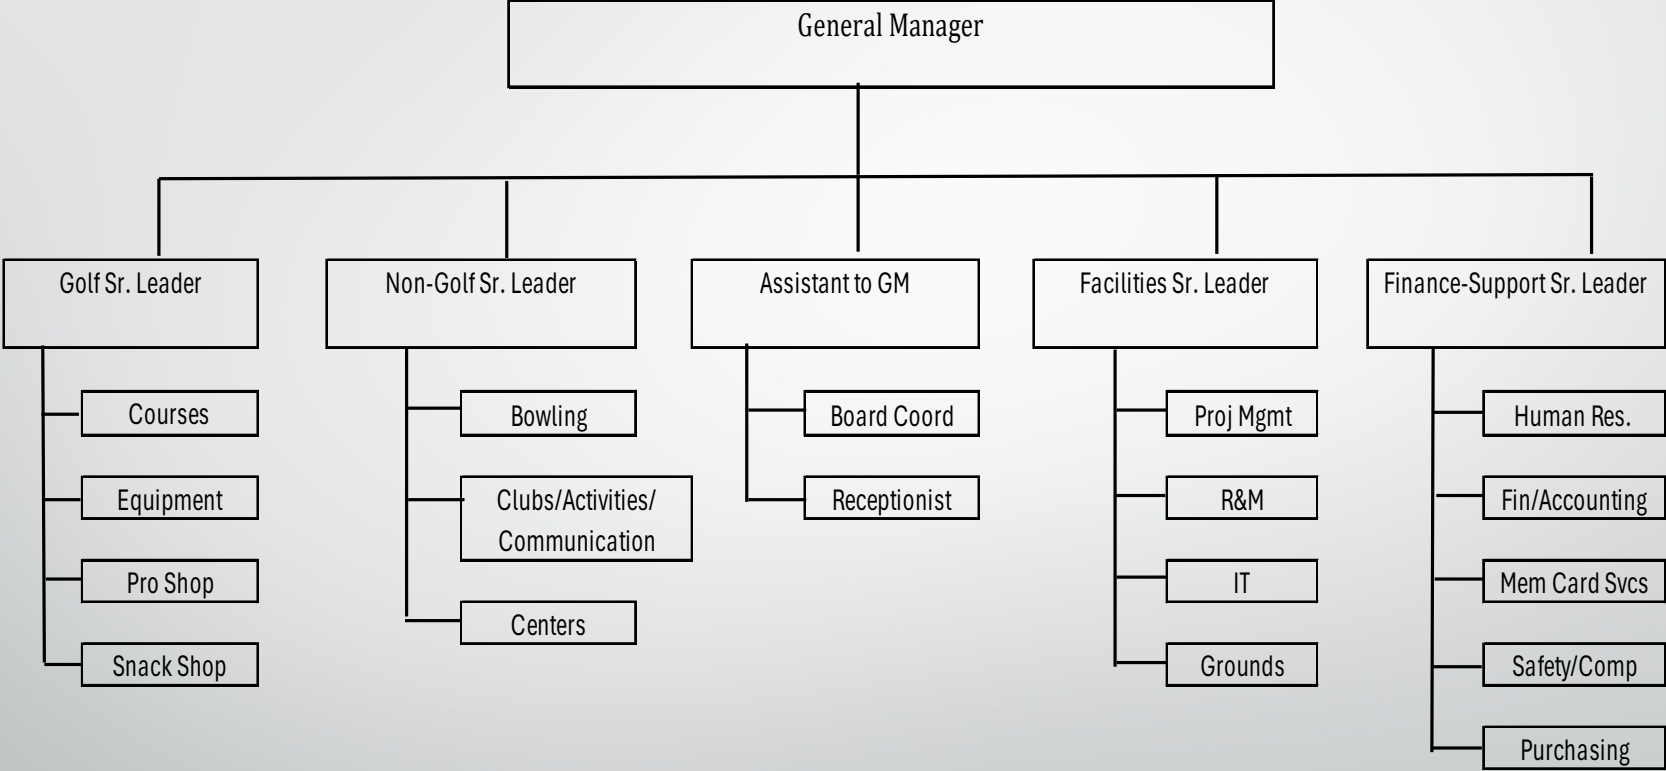 General Manager
Golf Sr. Leader
Non-Golf Sr. Leader
Assistant to GM
Facilities Sr. Leader
Finance-Support Sr. Leader
Courses
Bowling
Board Coord
Proj Mgmt
Human Res.
Equipment
Clubs/Activities/
Communication
Receptionist
R&M
Fin/Accounting
Pro Shop
IT
Mem Card Svcs
Centers
Snack Shop
Grounds
Safety/Comp
Purchasing